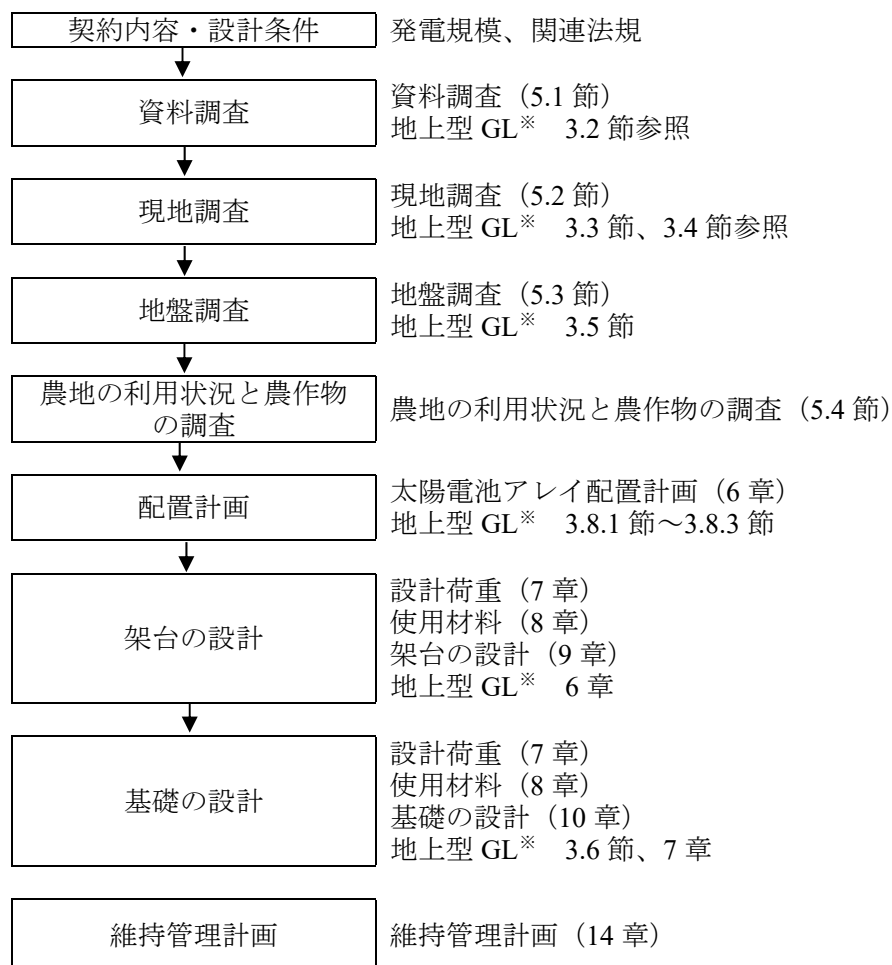 契約内容・設計条件
発電規模、関連法規
資料調査
資料調査（5.1 節）
地上型 GL※　3.2 節参照
現地調査
現地調査（5.2 節）
地上型 GL※　3.3 節、3.4 節参照
地盤調査
地盤調査（5.3 節）
地上型 GL※　3.5 節
農地の利用状況と農作物
の調査
農地の利用状況と農作物の調査（5.4 節）
配置計画
太陽電池アレイ配置計画（6 章）
地上型 GL※　3.8.1 節～3.8.3 節
架台の設計
設計荷重（7 章）
使用材料（8 章）
架台の設計（9 章）
地上型 GL※　6 章
基礎の設計
設計荷重（7 章）
使用材料（8 章）
基礎の設計（10 章）
地上型 GL※　3.6 節、7 章
維持管理計画
維持管理計画（14 章）